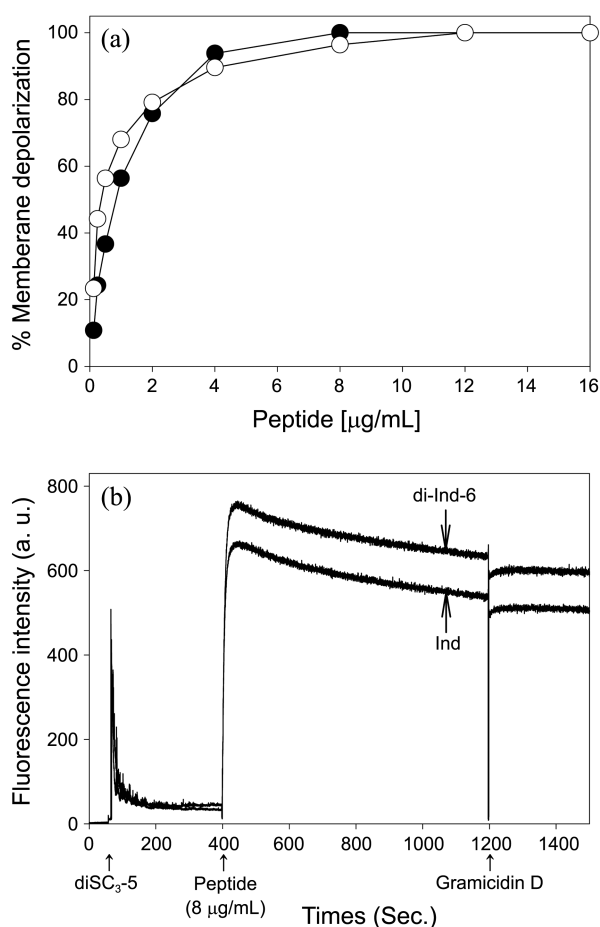 (a)
% Memberane depolarization
100
80
60
40
20
0
0 2 4 6 8 10 12 14 16
Peptide [μg/mL]
(b)
Fluorescence intensity (a. u.)
800
600
400
200
0
di-Ind-6
Ind
0 200 400 600 800 1000 1200 1400
↑ ↑ ↑
diSC₃-5 Peptide Gramicidin D
(8 μg/mL)
Times (Sec.)